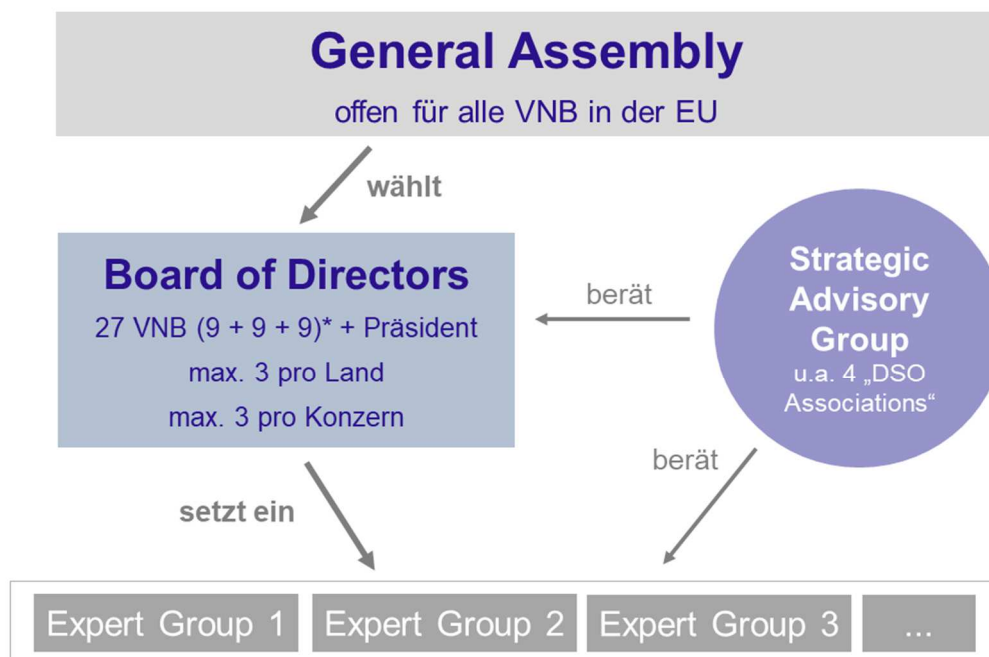 General Assembly
offen für alle VNB in der EU
wählt
Board of Directors
27 VNB (9 + 9 + 9)* + Präsident
max. 3 pro Land
max. 3 pro Konzern
berät
Strategic
Advisory
Group
u.a. 4 „DSO
Associations“
berät
setzt ein
Expert Group 1
Expert Group 2
Expert Group 3
...